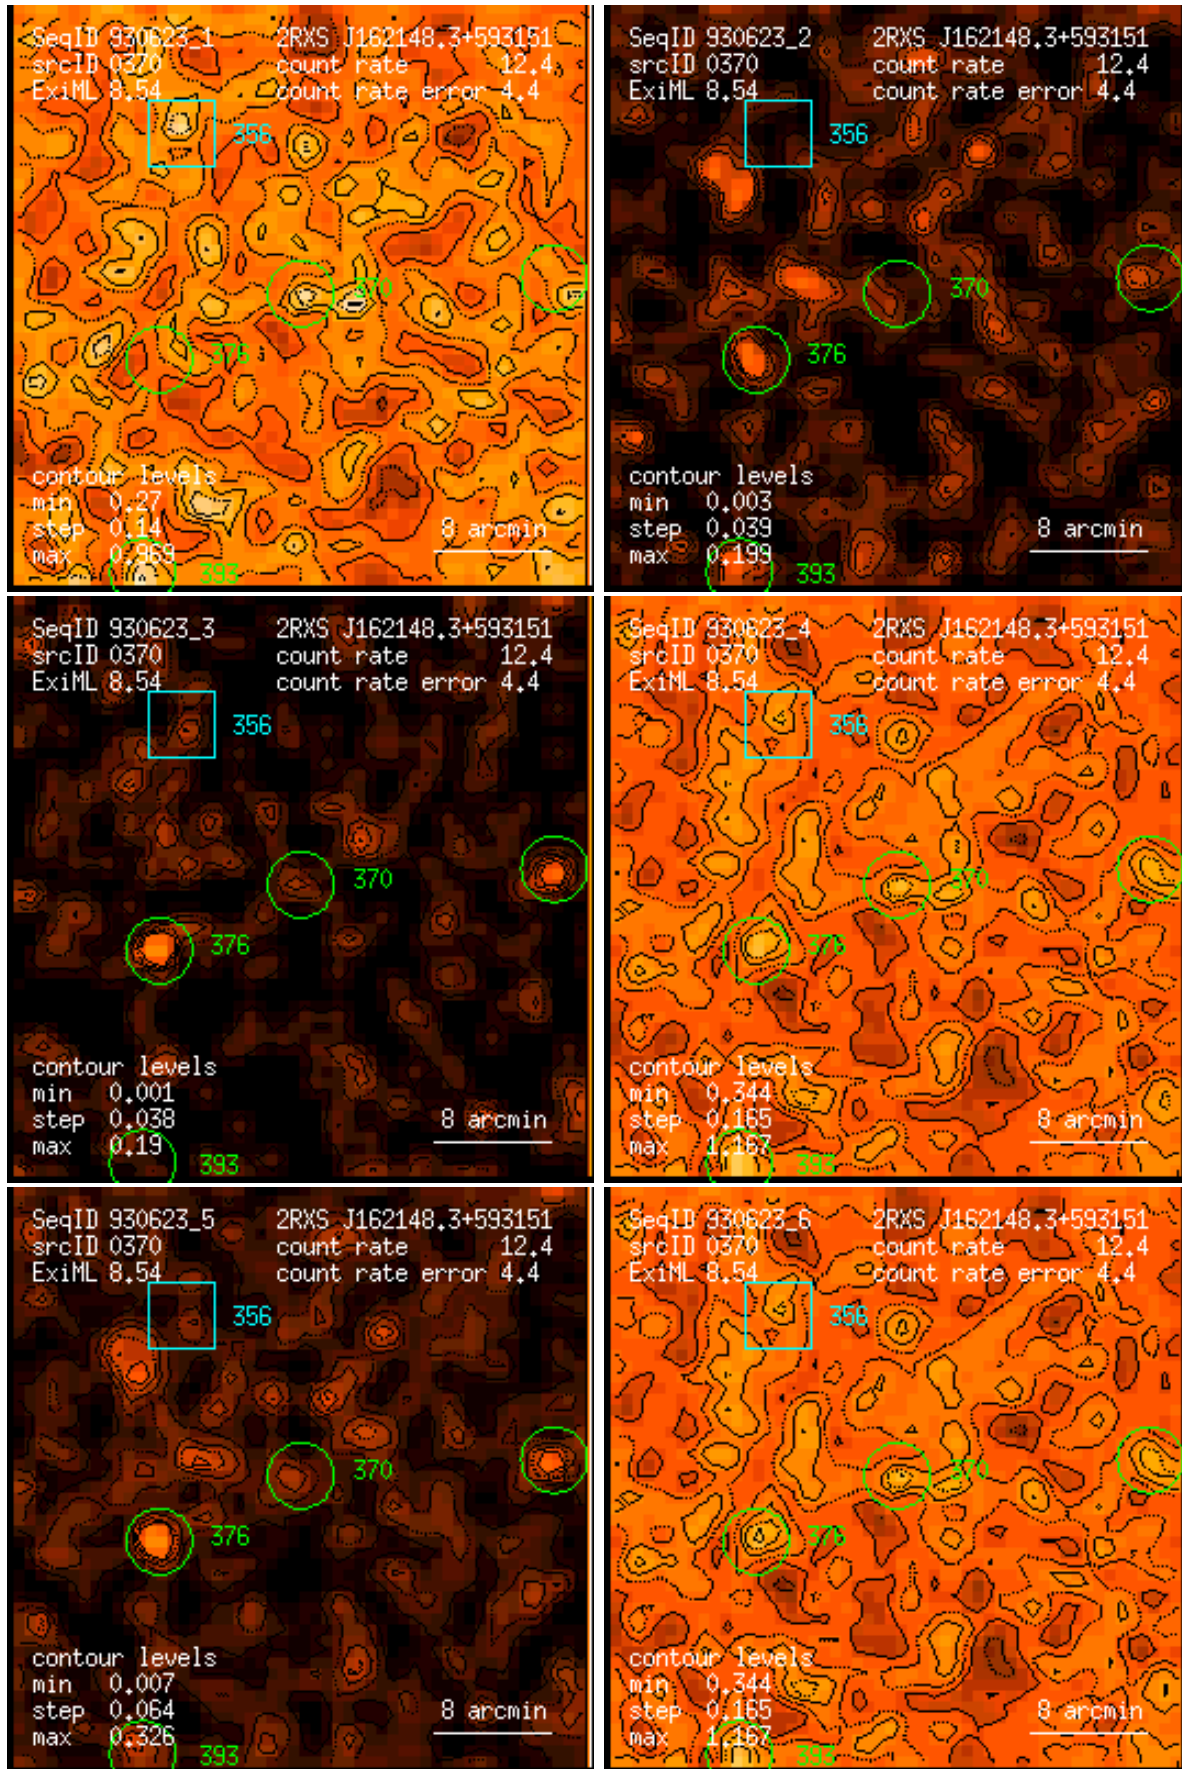 SeqID 930623_1 2RXS J162148.3+593151
srcID 0370 count rate 12.4
ExiML 8.54 count rate error 4.4
356
370
376
contour levels
min 0.27
step 0.14 8 arcmin
max 0.969
393
SeqID 930623_2 2RXS J162148.3+593151
srcID 0370 count rate 12.4
ExiML 8.54 count rate error 4.4
356
370
376
contour levels
min 0.003
step 0.039 8 arcmin
max 0.199
393
SeqID 930623_3 2RXS J162148.3+593151
srcID 0370 count rate 12.4
ExiML 8.54 count rate error 4.4
356
370
376
contour levels
min 0.001
step 0.038 8 arcmin
max 0.19
393
SeqID 930623_4 2RXS J162148.3+593151
srcID 0370 count rate 12.4
ExiML 8.54 count rate error 4.4
356
370
376
contour levels
min 0.344
step 0.165 8 arcmin
max 1.167
393
SeqID 930623_5 2RXS J162148.3+593151
srcID 0370 count rate 12.4
ExiML 8.54 count rate error 4.4
356
370
376
contour levels
min 0.007
step 0.064 8 arcmin
max 0.326
393
SeqID 930623_6 2RXS J162148.3+593151
srcID 0370 count rate 12.4
ExiML 8.54 count rate error 4.4
356
370
376
contour levels
min 0.344
step 0.165 8 arcmin
max 1.167
393